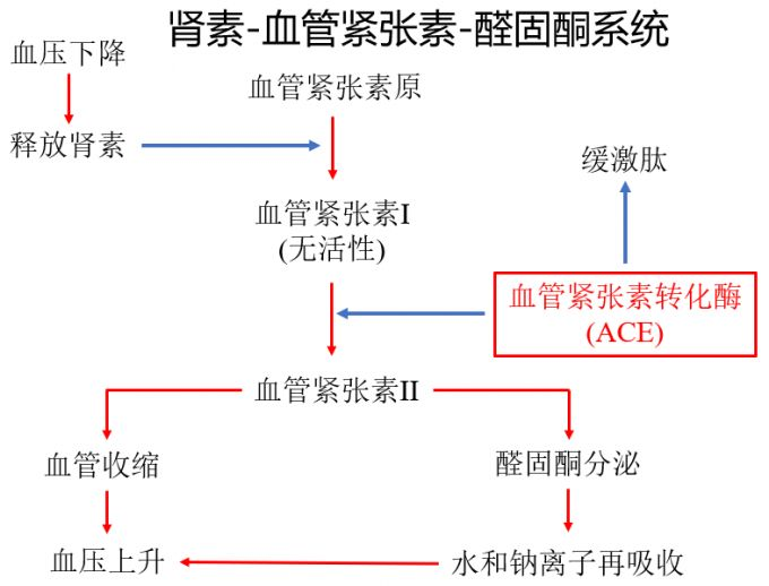 肾素-血管紧张素-醛固酮系统
血压下降
血管紧张素原
释放肾素
缓激肽
血管紧张素I
(无活性)
血管紧张素转化酶
(ACE)
血管紧张素II
血管收缩
醛固酮分泌
血压上升
水和钠离子再吸收